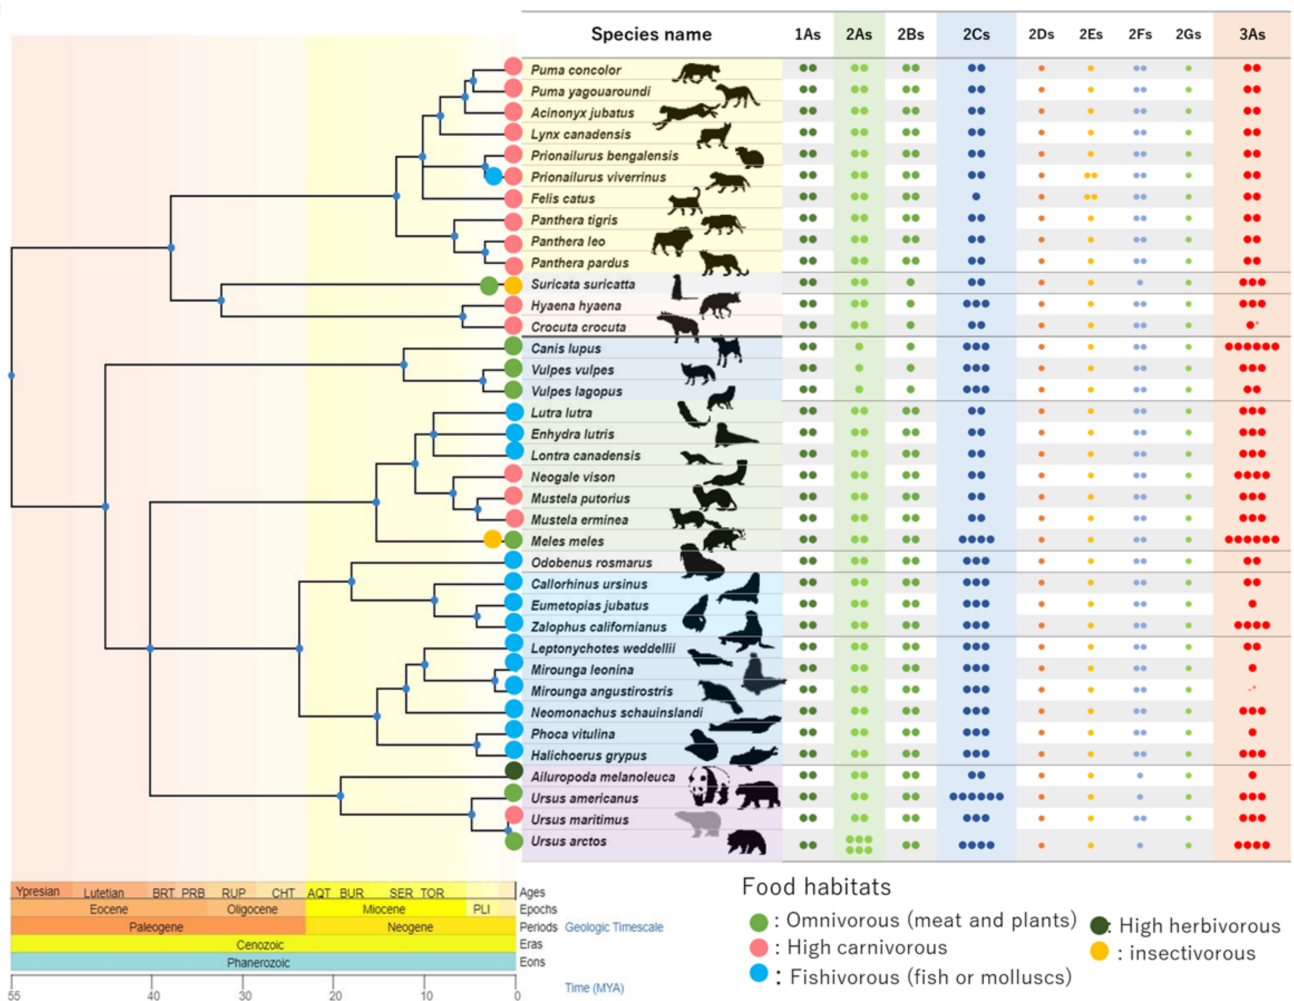 Species name 1As 2As 2Bs 2Cs 2Ds 2Es 2Fs 2Gs 3As
Puma concolor
Puma yagouaroundi
Acinonyx jubatus
Lynx canadensis
Prionailurus bengalensis
Prionailurus viverrinus
Felis catus
Panthera tigris
Panthera leo
Panthera pardus
Suricata suricatta
Hyaena hyaena
Crocuta crocuta
Canis lupus
Vulpes vulpes
Vulpes lagopus
Lutra lutra
Enhydra lutris
Lontra canadensis
Neogale vison
Mustela putorius
Mustela erminea
Meles meles
Odobenus rosmarus
Callorhinus ursinus
Eumetopias jubatus
Zalophus californianus
Leptonychotes weddellii
Mirounga leonina
Mirounga angustirostris
Neomonachus schauinslandi
Phoca vitulina
Halichoerus grypus
Ailuropoda melanoleuca
Ursus americanus
Ursus maritimus
Ursus arctos
Ypresian Lutetian BRT PRB RUP CHT AQT BUR SER TOR Ages
Eocene Oligocene Miocene PLI Epochs
Paleogene Neogene Periods Geologic Timescale
Cenozoic Eras
Phanerozoic Eons
55 40 30 20 10 0 Time (MYA)
Food habitats
: Omnivorous (meat and plants)
: High carnivorous
: Fishivorous (fish or molluscs)
: High herbivorous
: insectivorous